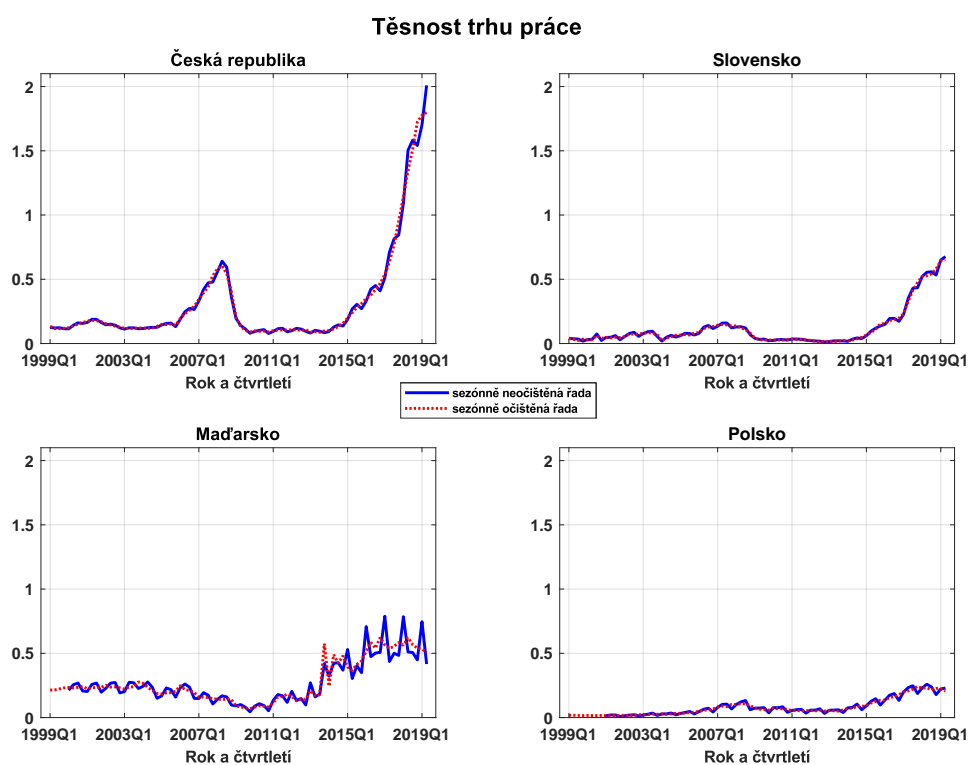 Těsnost trhu práce
Česká republika
2
1.5
1
0.5
0
1999Q1 2003Q1 2007Q1 2011Q1 2015Q1 2019Q1
Rok a čtvrtletí
Slovensko
2
1.5
1
0.5
0
1999Q1 2003Q1 2007Q1 2011Q1 2015Q1 2019Q1
Rok a čtvrtletí
sezónně neočištěná řada
sezónně očištěná řada
Maďarsko
2
1.5
1
0.5
0
1999Q1 2003Q1 2007Q1 2011Q1 2015Q1 2019Q1
Rok a čtvrtletí
Polsko
2
1.5
1
0.5
0
1999Q1 2003Q1 2007Q1 2011Q1 2015Q1 2019Q1
Rok a čtvrtletí